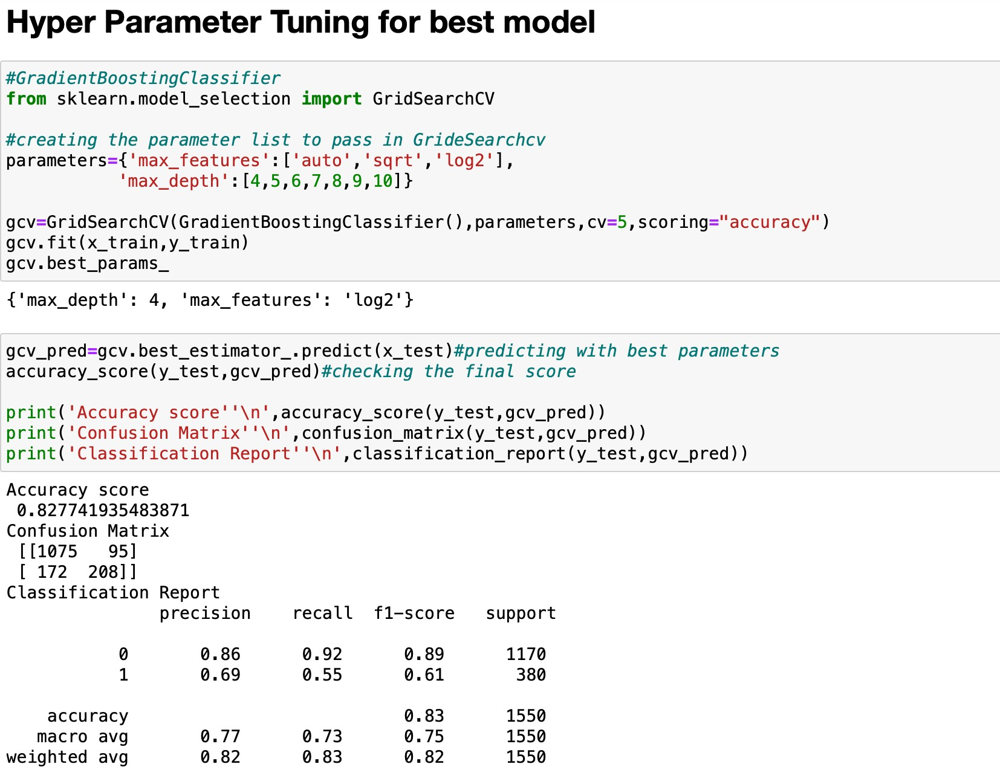 Hyper Parameter Tuning for best model
#GradientBoostingClassifier
from sklearn.model_selection import GridSearchCV
#creating the parameter list to pass in GrideSearchcv
parameters={'max_features':['auto','sqrt','log2'],
'max_depth':[4,5,6,7,8,9,10]}
gcv=GridSearchCV(GradientBoostingClassifier(),parameters,cv=5,scoring="accuracy")
gcv.fit(x_train,y_train)
gcv.best_params_
{'max_depth': 4, 'max_features': 'log2'}
gcv_pred=gcv.best_estimator_.predict(x_test)#predicting with best parameters
accuracy_score(y_test,gcv_pred)#checking the final score
print('Accuracy score''\n',accuracy_score(y_test,gcv_pred))
print('Confusion Matrix''\n',confusion_matrix(y_test,gcv_pred))
print('Classification Report''\n',classification_report(y_test,gcv_pred))
Accuracy score
0.827741935483871
Confusion Matrix
[[1075   95]
[ 172  208]]
Classification Report
precision    recall  f1-score   support
0       0.86      0.92      0.89      1170
1       0.69      0.55      0.61       380
accuracy                           0.83      1550
macro avg       0.77      0.73      0.75      1550
weighted avg       0.82      0.83      0.82      1550